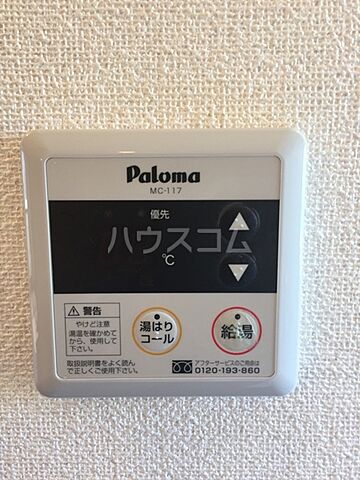 Paloma
MC-117
優先
ハウスコム
℃
警告
やけど注意
湯温を確かめて
から、使用して
下さい。
取扱説明書をよく読ん
で正しくご使用下さい。
湯はり
コール
給湯
アフターサービスのご用命は
0120-193-860